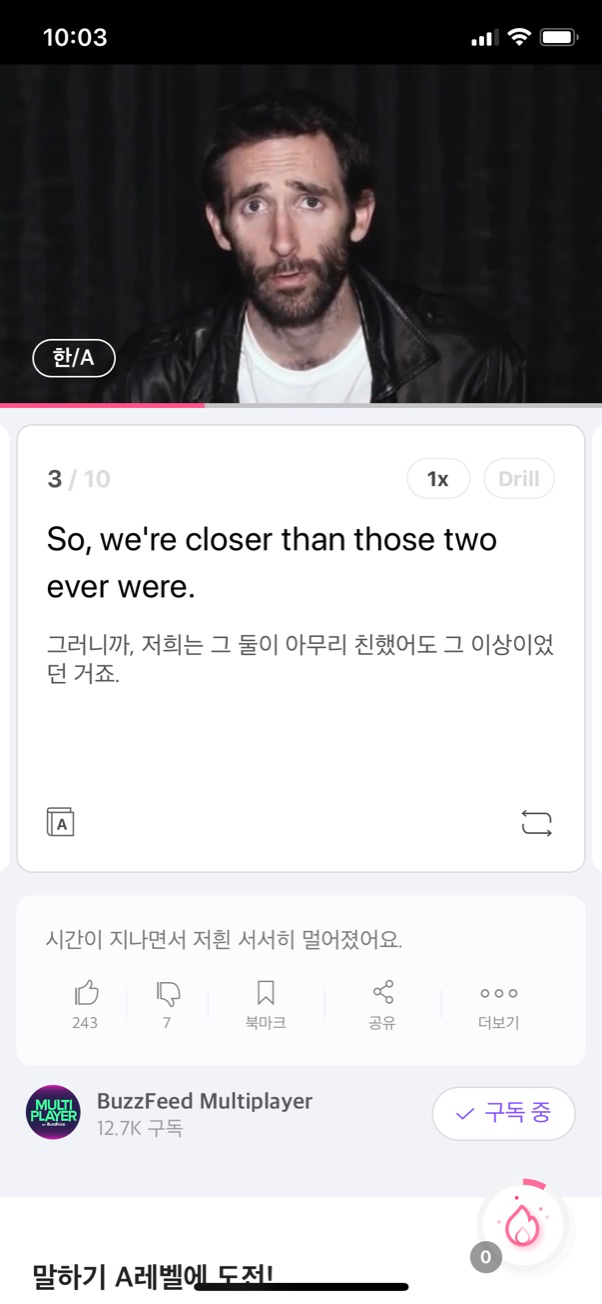 10:03
한/A
3 / 10
1x
Drill
So, we're closer than those two
ever were.
그러니까, 저희는 그 둘이 아무리 친했어도 그 이상이었
던 거죠.
A
시간이 지나면서 저흰 서서히 멀어졌어요.
243
7
북마크
공유
더보기
MULTI
PLAYER
BuzzFeed Multiplayer
12.7K 구독
구독 중
0
말하기 A레벨에 도전!